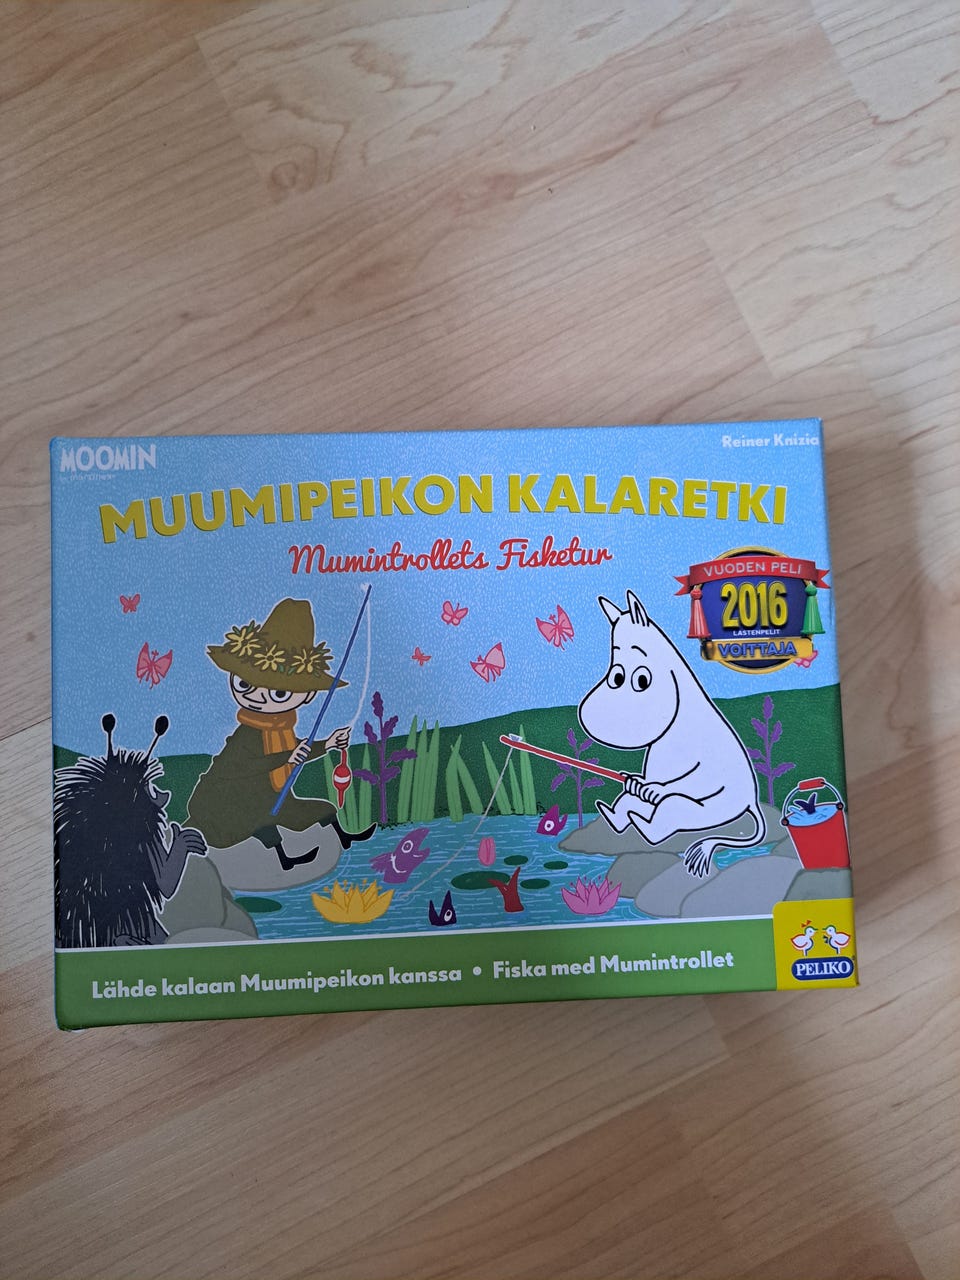 MOOMIN
Reiner Knizia
MUUMIPEIKON KALARETKI
Mumintrollets Fisketur
VUODEN PELI
2016
LASTENPELIT
VOITTAJA
Lähde kalaan Muumipeikon kanssa • Fiska med Mumintrollet
PELIKO